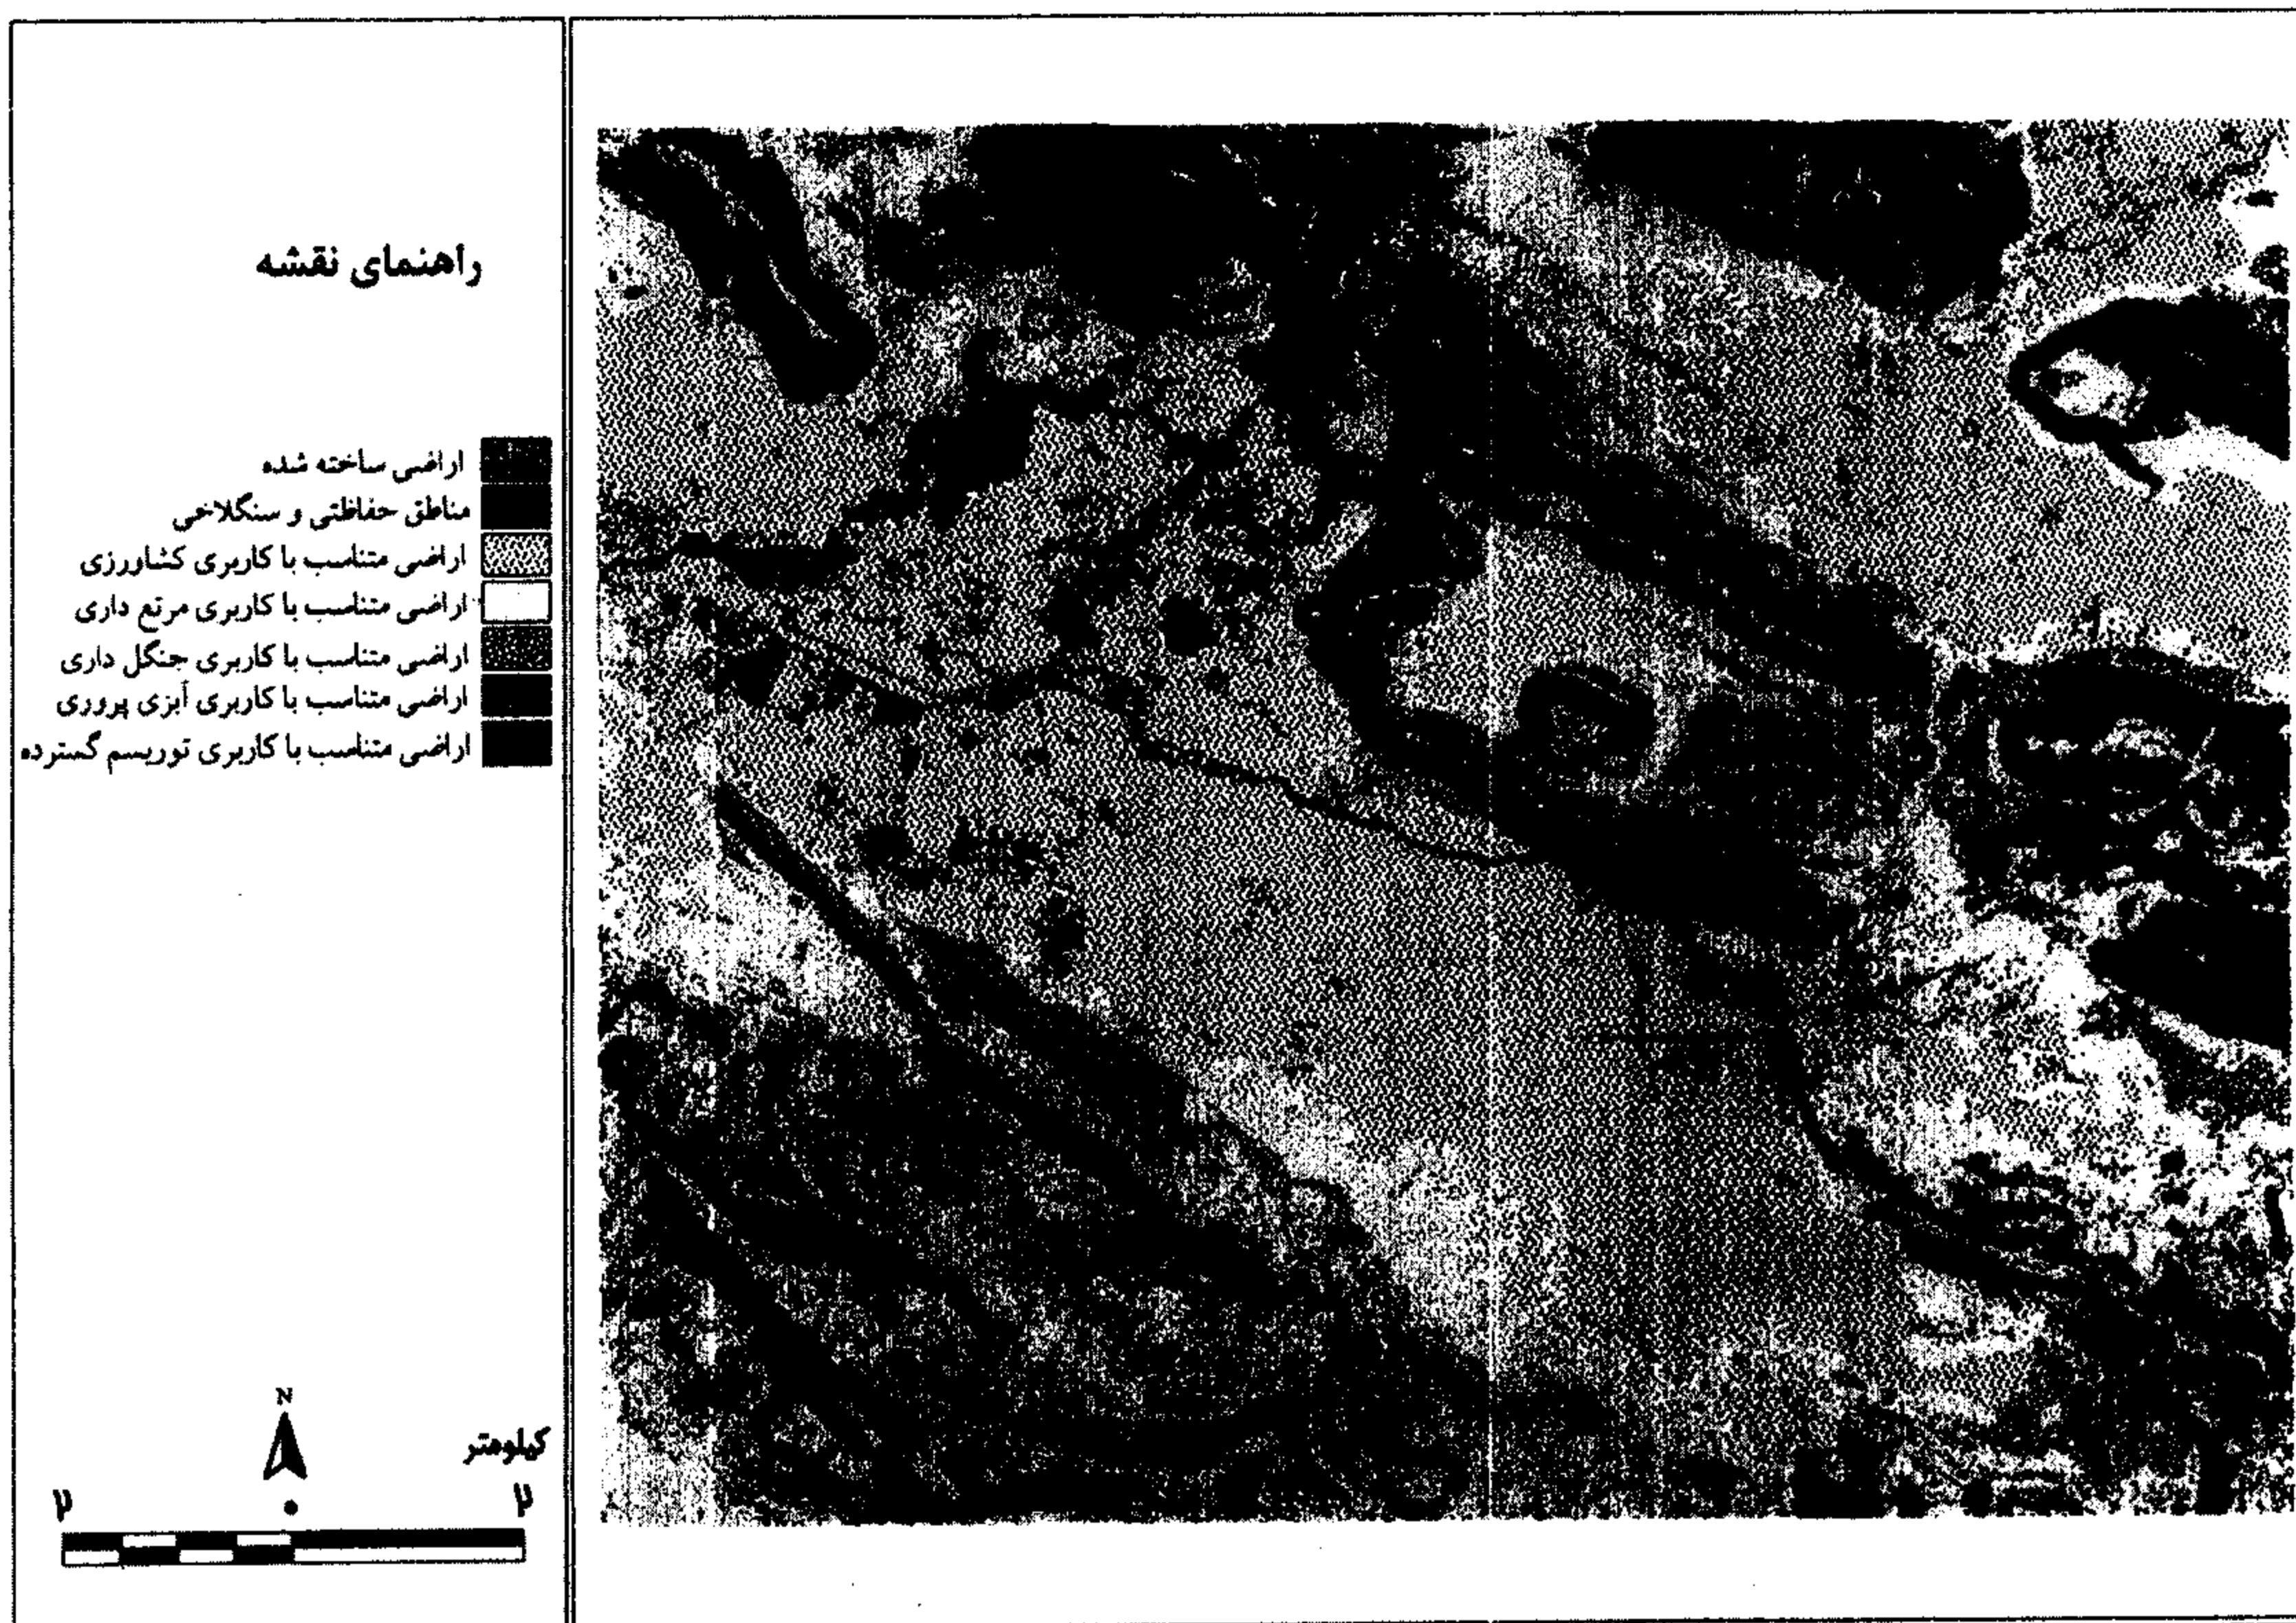 راهنمای نقشه
اراضی ساخته شده
مناطق حفاظتی و سنگلاخی
اراضی متناسب با کاربری کشاورزی
اراضی متناسب با کاربری مرتع داری
اراضی متناسب با کاربری جنگل داری
اراضی متناسب با کاربری آبزی پروری
اراضی متناسب با کاربری توریسم گسترده
N
کیلومتر
۰